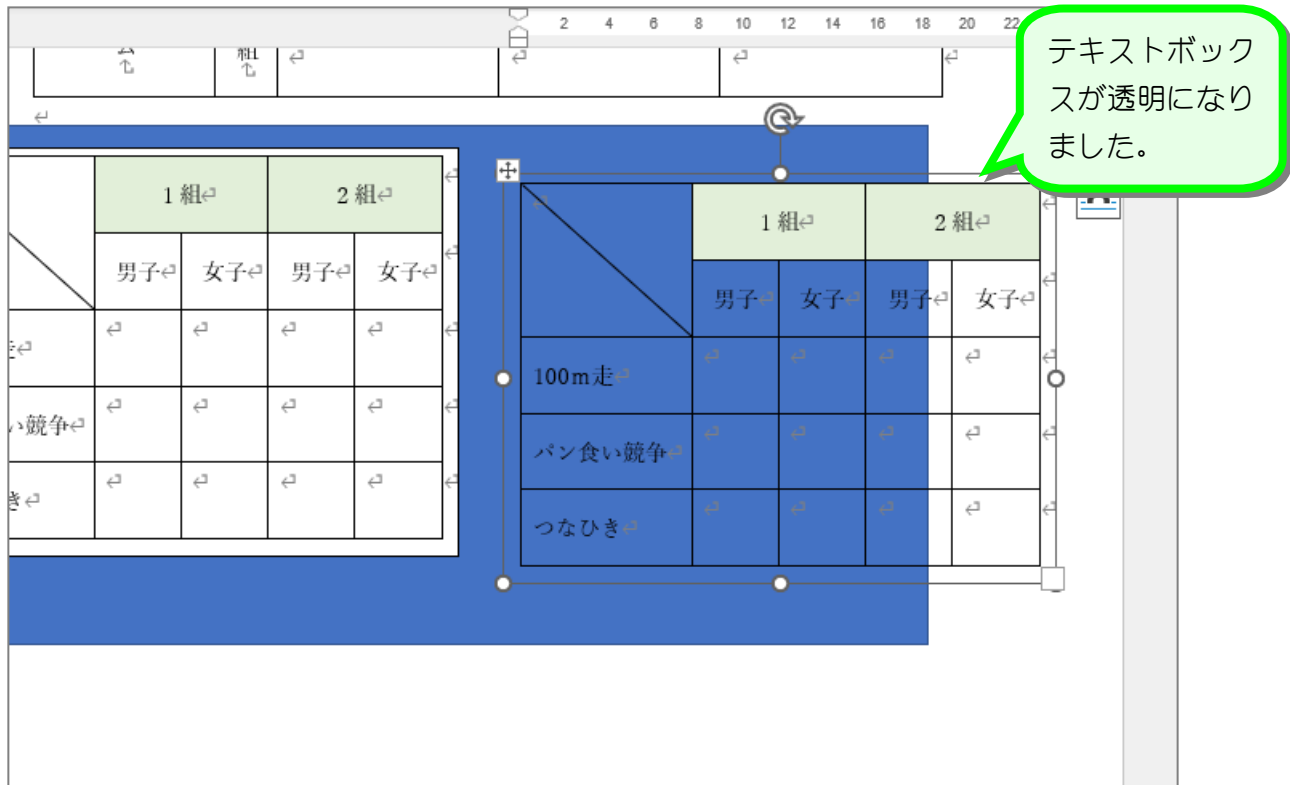 2 4 6 8 10 12 14 16 18 20 22
テキストボック
スが透明になり
ました。
組
1組 2組
男子 女子 男子 女子
い競争
き
1組 2組
男子 女子 男子 女子
100m走
パン食い競争
つなひき